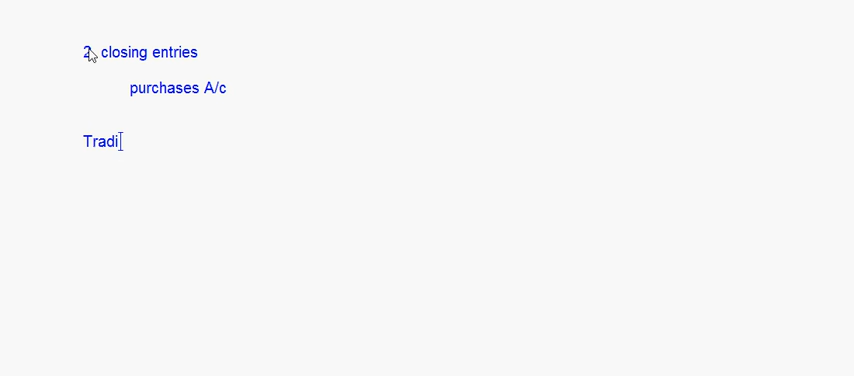 2. closing entries
purchases A/c
Tradi